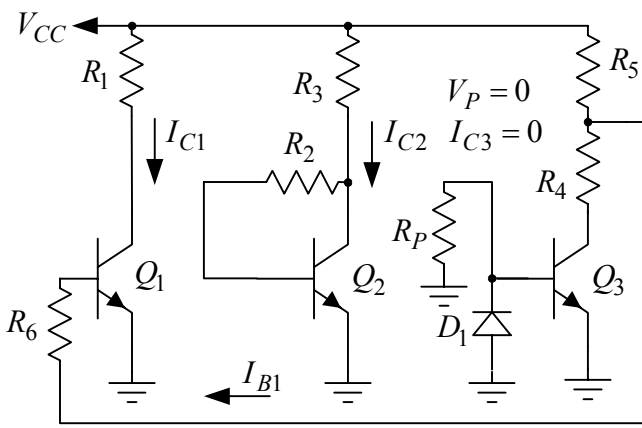 V_CC
R_1
R_3
R_5
V_P = 0
I_C3 = 0
I_C1
R_2
I_C2
R_4
R_P
Q_1
Q_2
Q_3
R_6
D_1
I_B1